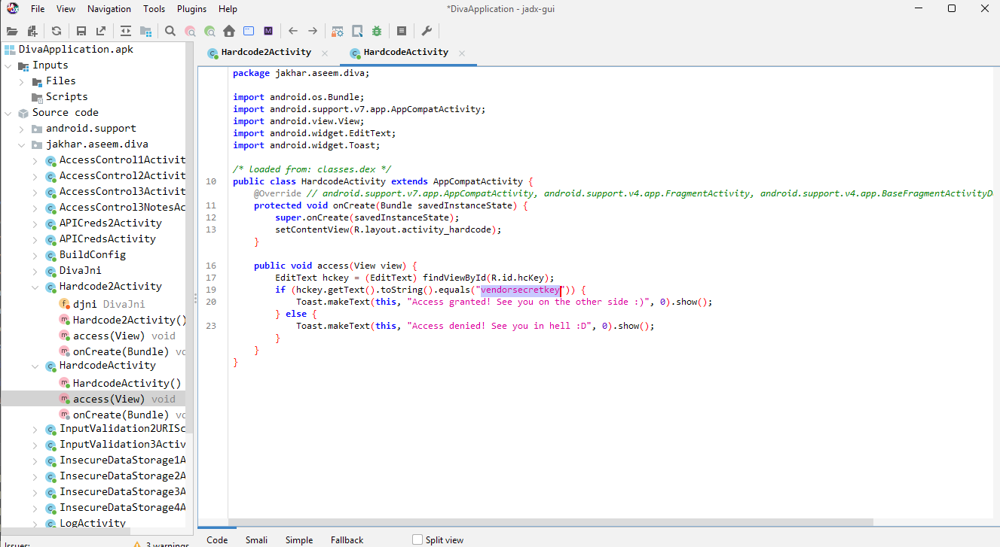 File View Navigation Tools Plugins Help
*DivaApplication - jadx-gui
DivaApplication.apk
Inputs
Files
Scripts
Source code
android.support
jakhar.aseem.diva
AccessControl1Activit
AccessControl2Activit
AccessControl3Activit
AccessControl3NotesAc
APICreds2Activity
APICredsActivity
BuildConfig
DivaJni
Hardcode2Activity
djni DivaJni
Hardcode2Activity()
access(View) void
onCreate(Bundle) vo
HardcodeActivity
HardcodeActivity()
access(View) void
onCreate(Bundle) vo
InputValidation2URISc
InputValidation3Activ
InsecureDataStorage1A
InsecureDataStorage2A
InsecureDataStorage3A
InsecureDataStorage4A
LogActivity
Issues: 3 warnings
Hardcode2Activity HardcodeActivity
package jakhar.aseem.diva;
import android.os.Bundle;
import android.support.v7.app.AppCompatActivity;
import android.view.View;
import android.widget.EditText;
import android.widget.Toast;
/* loaded from: classes.dex */
10 public class HardcodeActivity extends AppCompatActivity {
@Override // android.support.v7.app.AppCompatActivity, android.support.v4.app.FragmentActivity, android.support.v4.app.BaseFragmentActivityD
11 protected void onCreate(Bundle savedInstanceState) {
12 super.onCreate(savedInstanceState);
13 setContentView(R.layout.activity_hardcode);
}
16 public void access(View view) {
17 EditText hckey = (EditText) findViewById(R.id.hcKey);
19 if (hckey.getText().toString().equals("vendorsecretkey")) {
20 Toast.makeText(this, "Access granted! See you on the other side :)", 0).show();
} else {
23 Toast.makeText(this, "Access denied! See you in hell :D", 0).show();
}
}
}
Code Smali Simple Fallback Split view